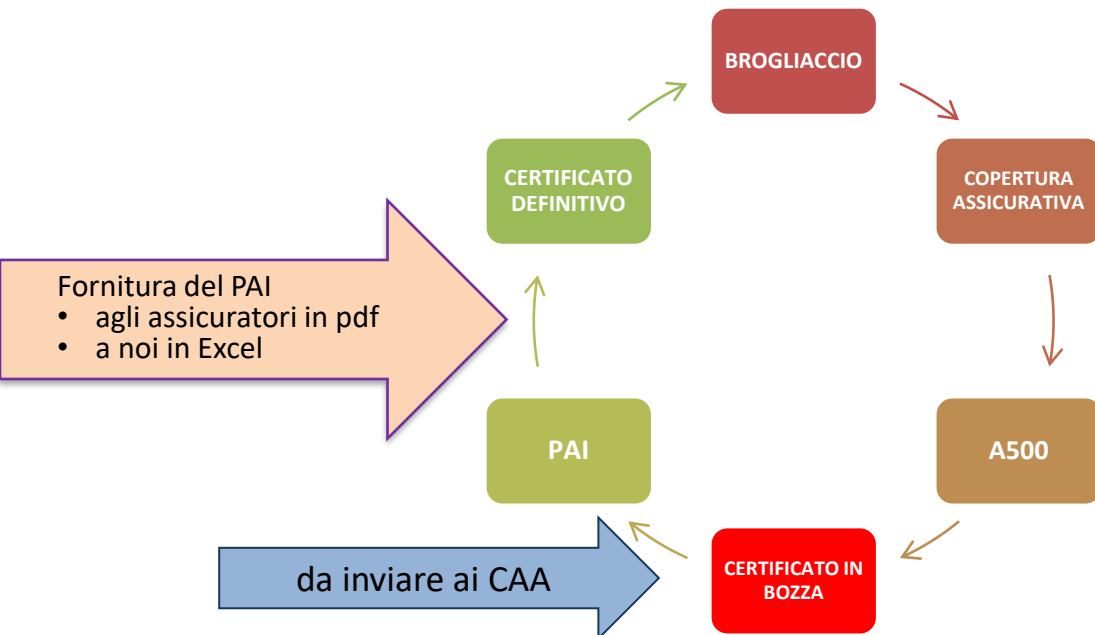 BROGLIACCIO
COPERTURA
ASSICURATIVA
A500
CERTIFICATO IN
BOZZA
PAI
CERTIFICATO
DEFINITIVO
Fornitura del PAI
• agli assicuratori in pdf
• a noi in Excel
da inviare ai CAA